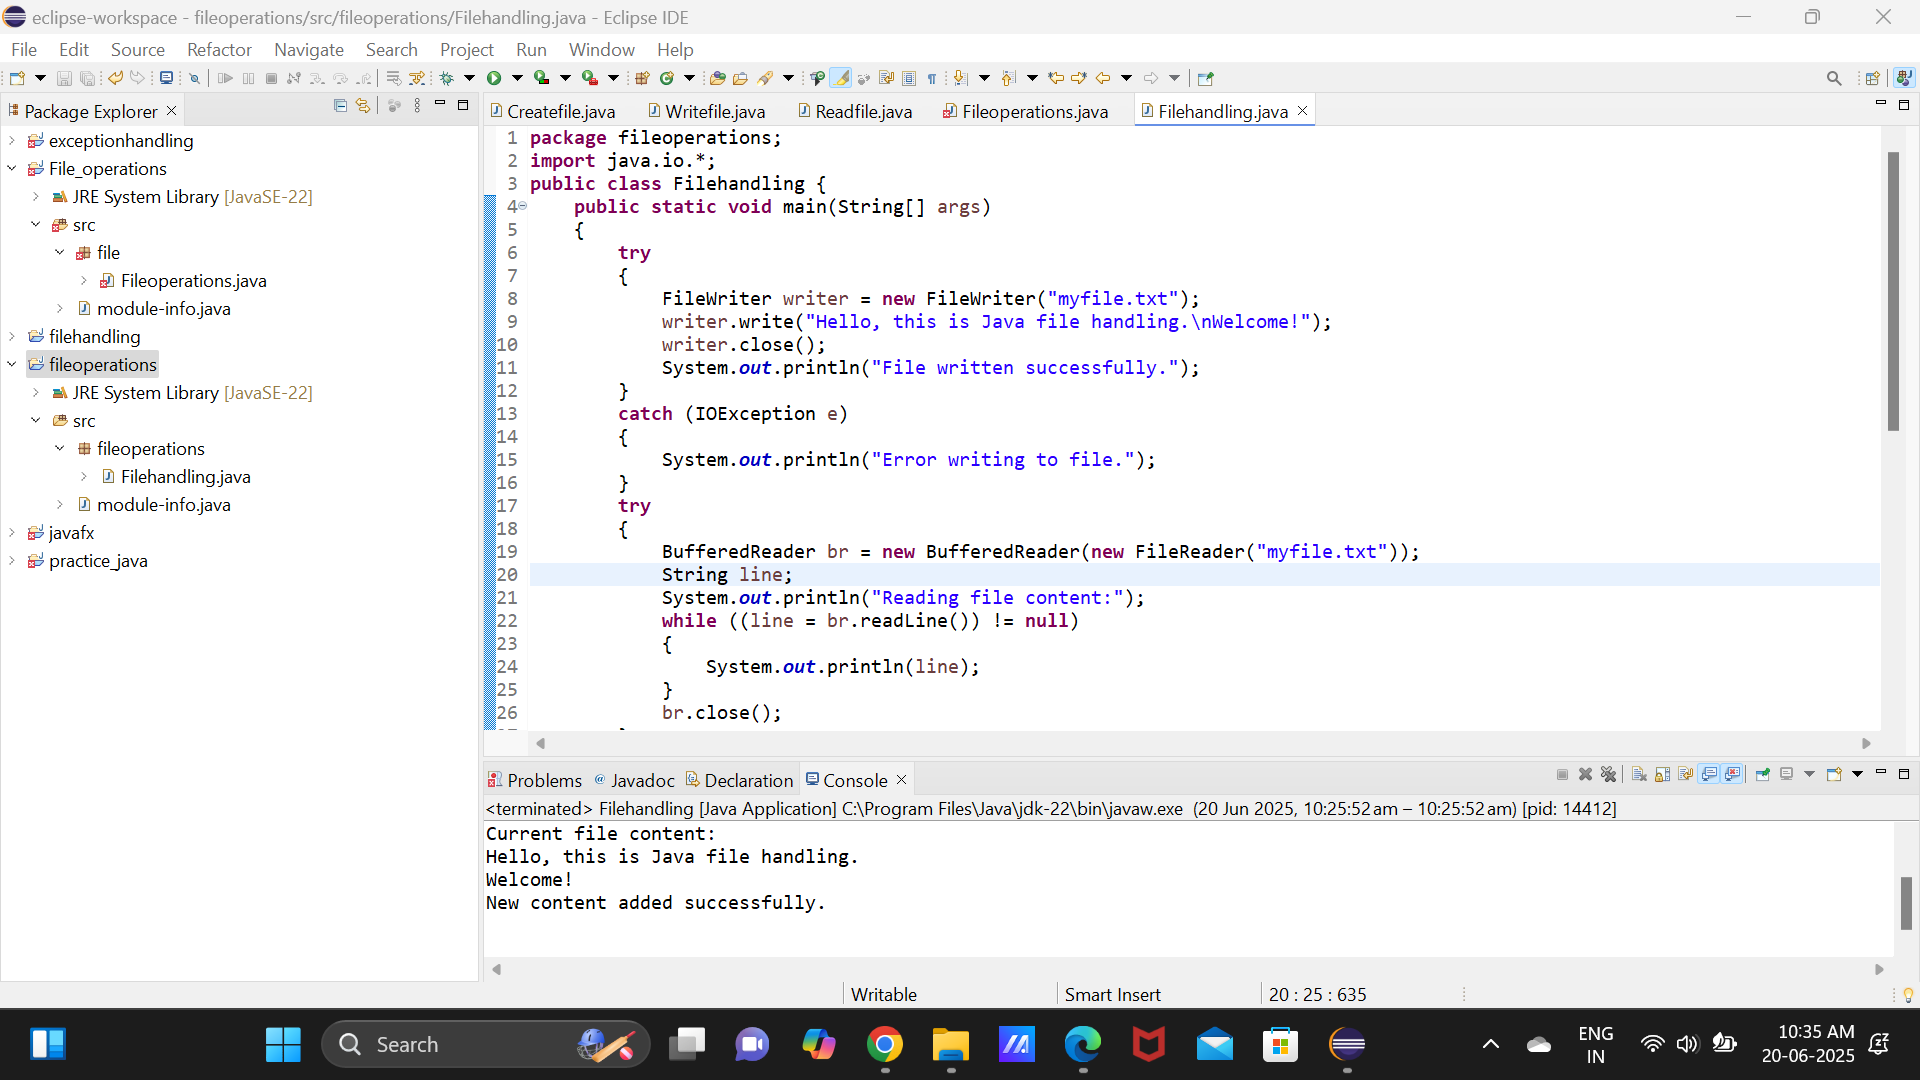 eclipse-workspace - fileoperations/src/fileoperations/Filehandling.java - Eclipse IDE
File Edit Source Refactor Navigate Search Project Run Window Help
Package Explorer
exceptionhandling
File_operations
JRE System Library [JavaSE-22]
src
file
Fileoperations.java
module-info.java
filehandling
fileoperations
JRE System Library [JavaSE-22]
src
fileoperations
Filehandling.java
module-info.java
javafx
practice_java
Createfile.java Writefile.java Readfile.java Fileoperations.java Filehandling.java
1 package fileoperations;
2 import java.io.*;
3 public class Filehandling {
4 public static void main(String[] args)
5 {
6 try
7 {
8 FileWriter writer = new FileWriter("myfile.txt");
9 writer.write("Hello, this is Java file handling.\nWelcome!");
10 writer.close();
11 System.out.println("File written successfully.");
12 }
13 catch (IOException e)
14 {
15 System.out.println("Error writing to file.");
16 }
17 try
18 {
19 BufferedReader br = new BufferedReader(new FileReader("myfile.txt"));
20 String line;
21 System.out.println("Reading file content:");
22 while ((line = br.readLine()) != null)
23 {
24 System.out.println(line);
25 }
26 br.close();
Problems Javadoc Declaration Console
<terminated> Filehandling [Java Application] C:\Program Files\Java\jdk-22\bin\javaw.exe (20 Jun 2025, 10:25:52 am – 10:25:52 am) [pid: 14412]
Current file content:
Hello, this is Java file handling.
Welcome!
New content added successfully.
Writable Smart Insert 20 : 25 : 635
Search
ENG
IN
10:35 AM
20-06-2025